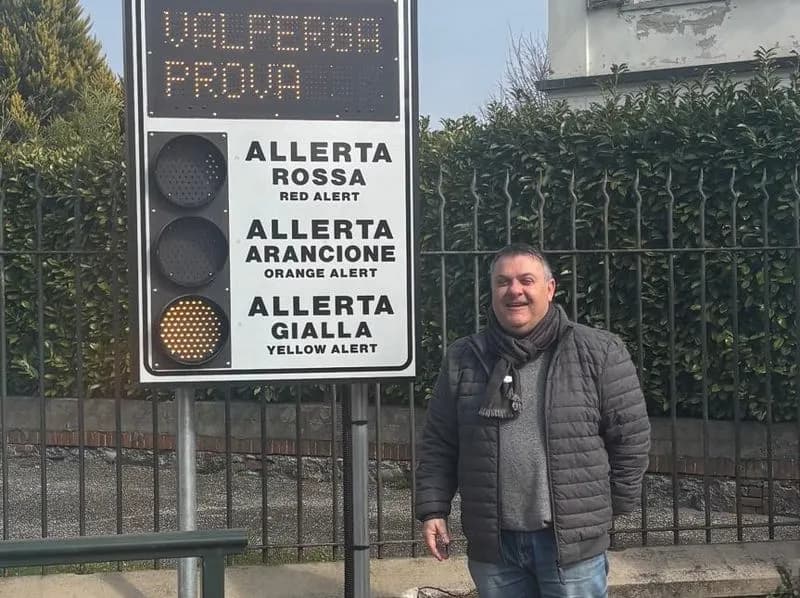 VALPERGA
PROVA
ALLERTA
ROSSA
RED ALERT
ALLERTA
ARANCIONE
ORANGE ALERT
ALLERTA
GIALLA
YELLOW ALERT